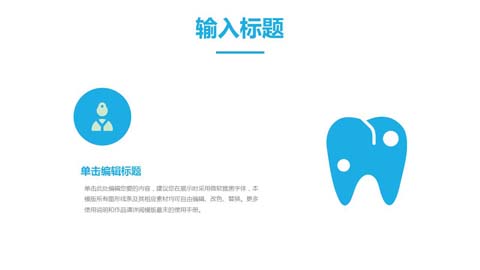 输入标题
单击编辑标题
单击此处编辑您要的内容，建议您在展示时采用微软雅黑字体，本
模版所有图形线条及其相应素材均可自由编辑、改色、替换。更多
使用说明和作品请详阅模版最末的使用手册。